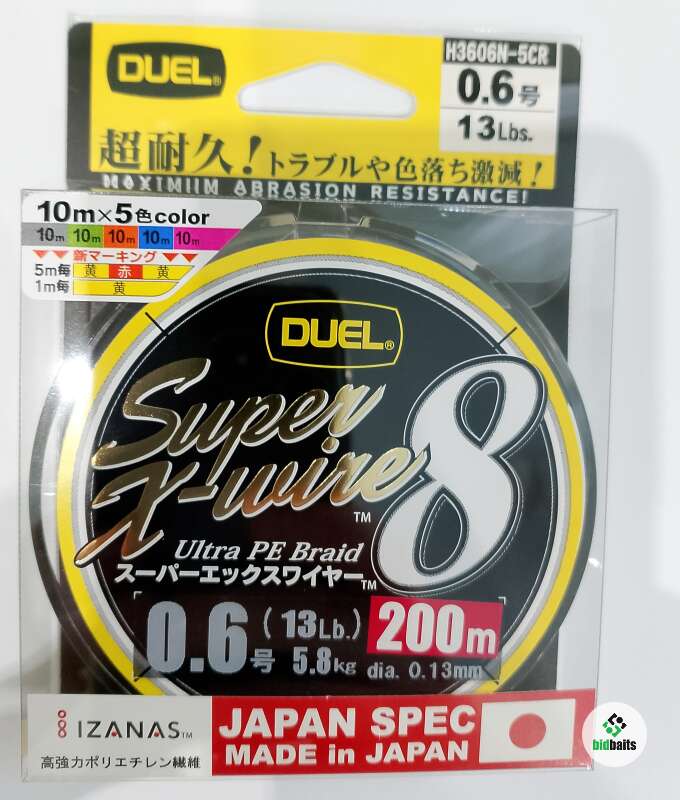 DUEL®
H3606N-5CR
0.6号
13Lbs.
超耐久!トラブルや色落ち激減!
MAXIMUM ABRASION RESISTANCE!
10m×5色color
10m 10m 10m 10m 10m
新マーキング
5m毎 黄 赤 黄
1m毎 黄
DUEL®
Super
X-wire 8™
Ultra PE Braid
スーパーエックスワイヤー™
0.6号 (13Lb.) 5.8kg 200m dia. 0.13mm
IZANAS™
高強力ポリエチレン繊維
JAPAN SPEC
MADE in JAPAN
bidbaits